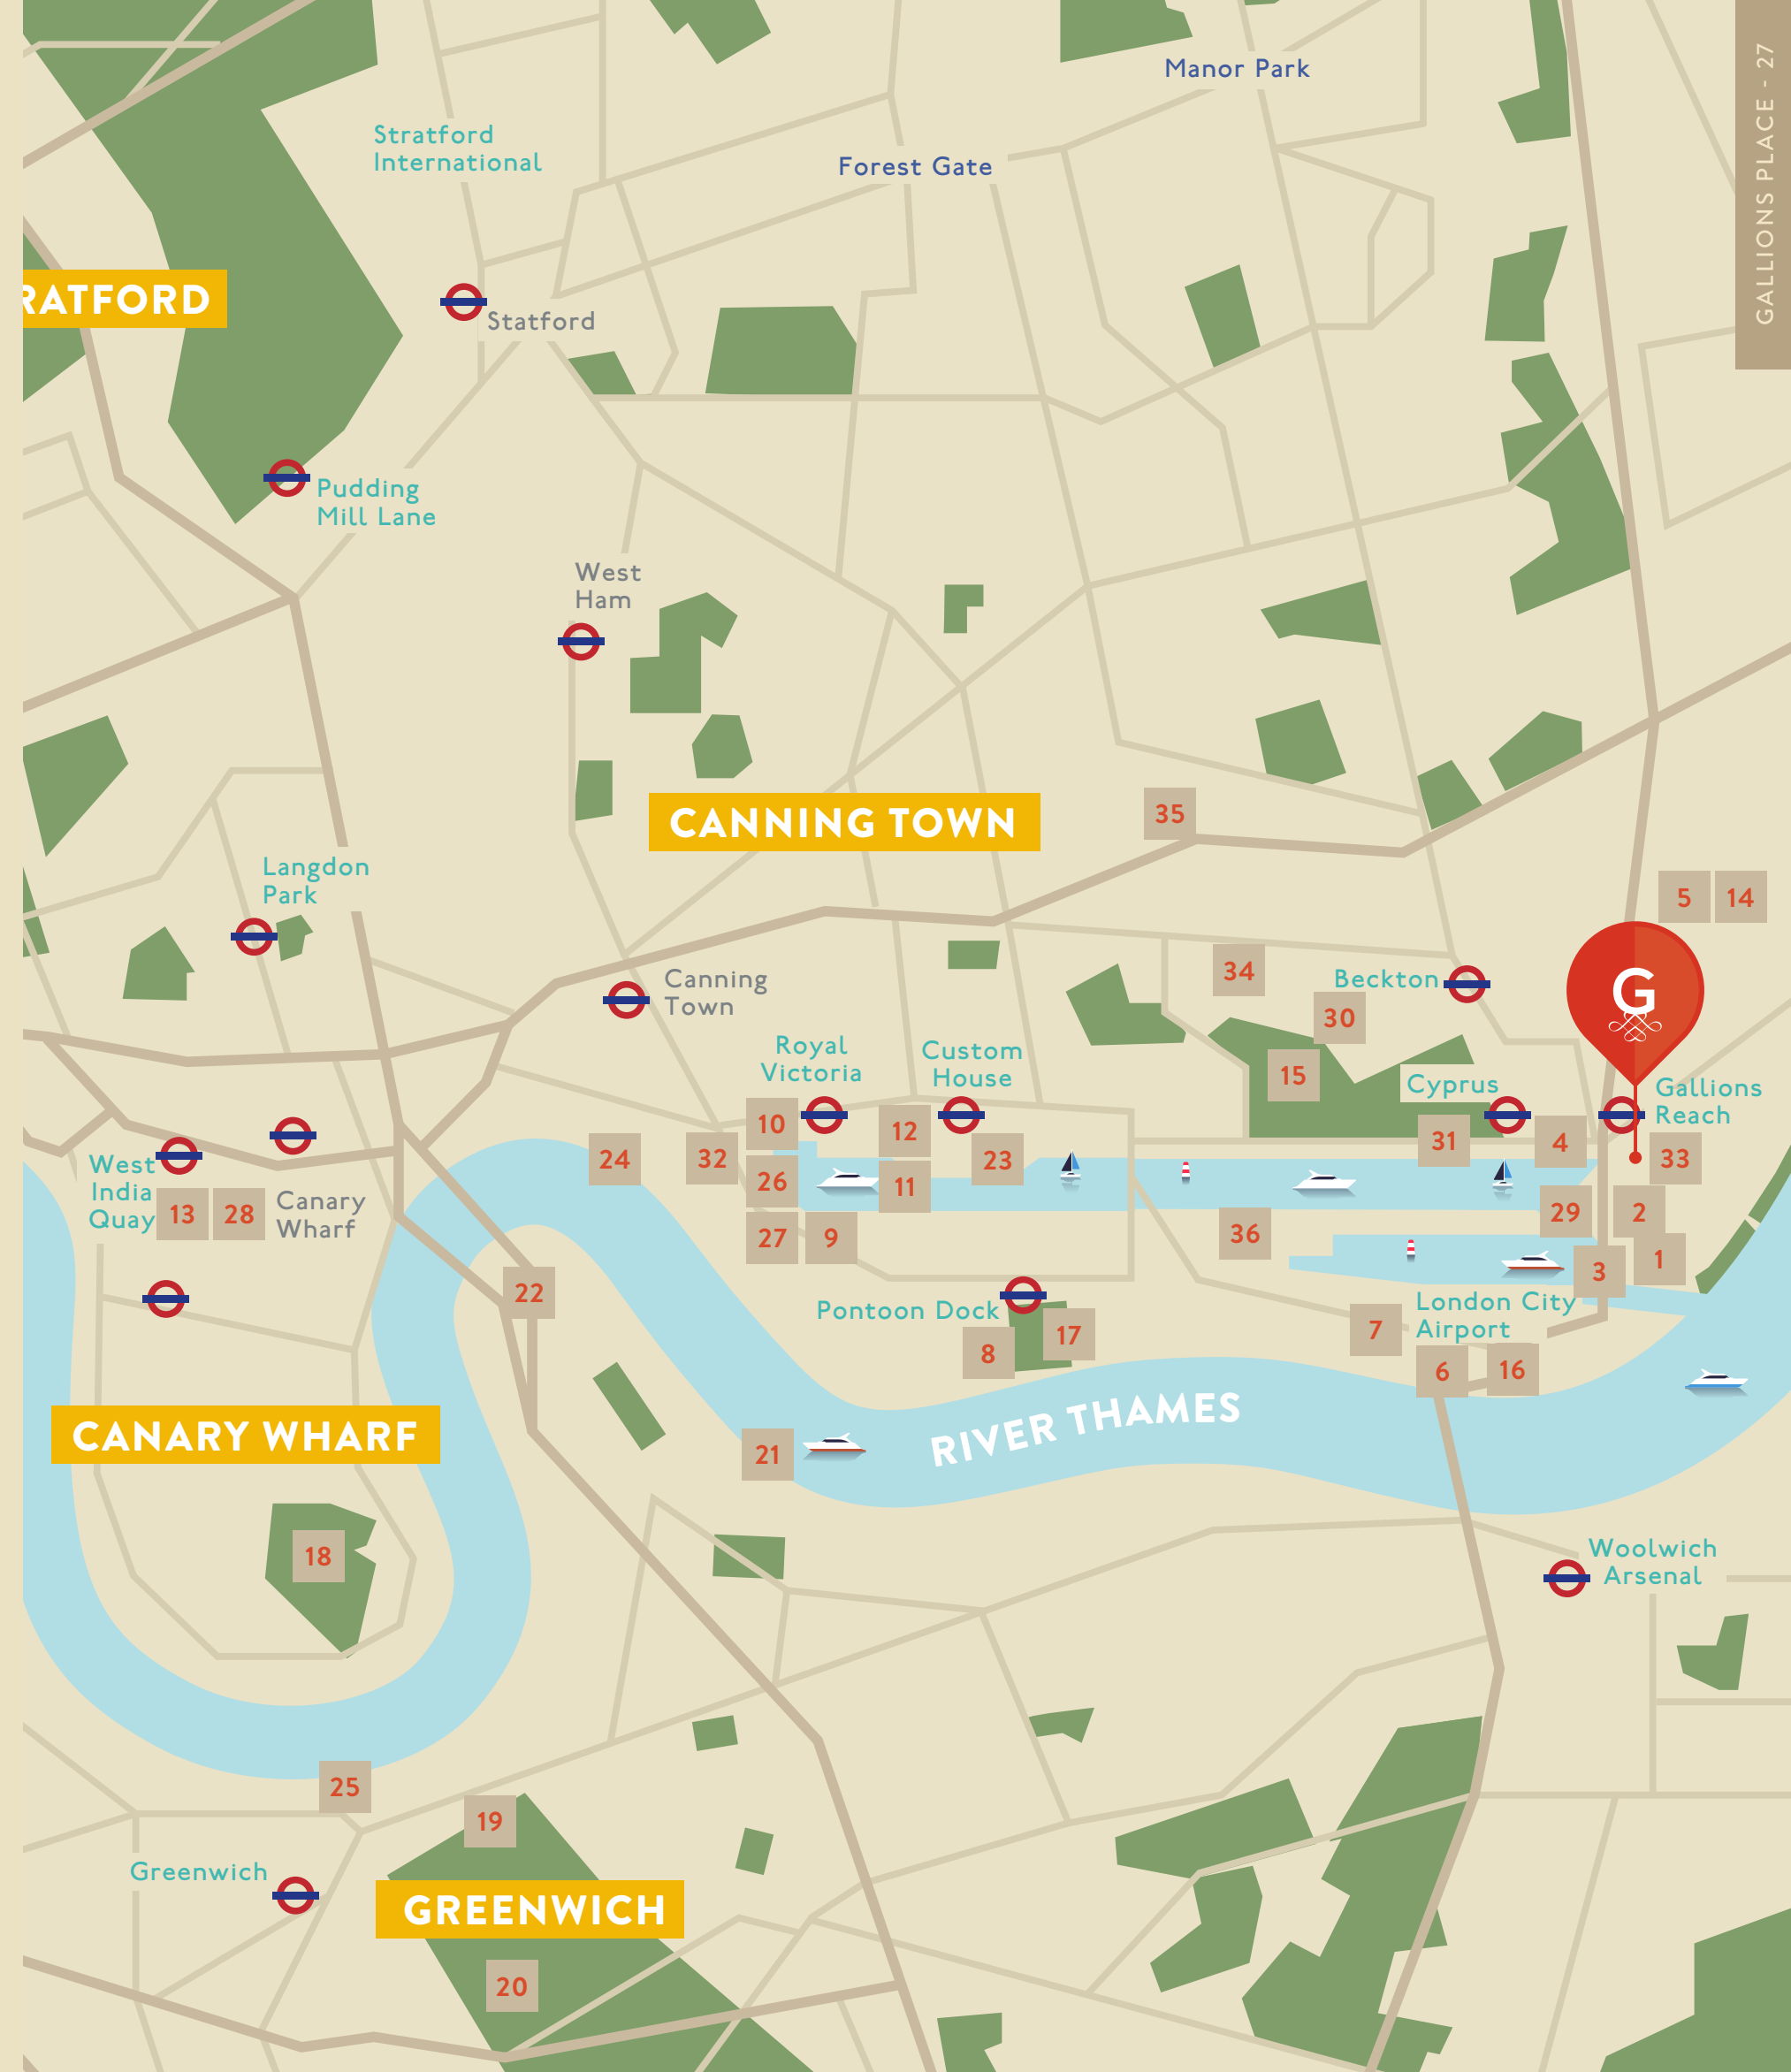 Manor Park
GALLIONS PLACE - 27
Stratford
International
Forest Gate
RATFORD
Statford
Pudding
Mill Lane
West
Ham
CANNING TOWN
35
Langdon
Park
5
14
Canning
Town
34
Beckton
G
30
Royal
Victoria
Custom
House
15
Cyprus
Gallions
Reach
10
12
31
4
33
24
32
23
West
India
Quay
13
28
Canary
Wharf
26
11
29
2
27
9
36
1
3
22
Pontoon Dock
8
17
7
London City
Airport
6
16
CANARY WHARF
RIVER THAMES
21
18
Woolwich
Arsenal
25
19
Greenwich
GREENWICH
20